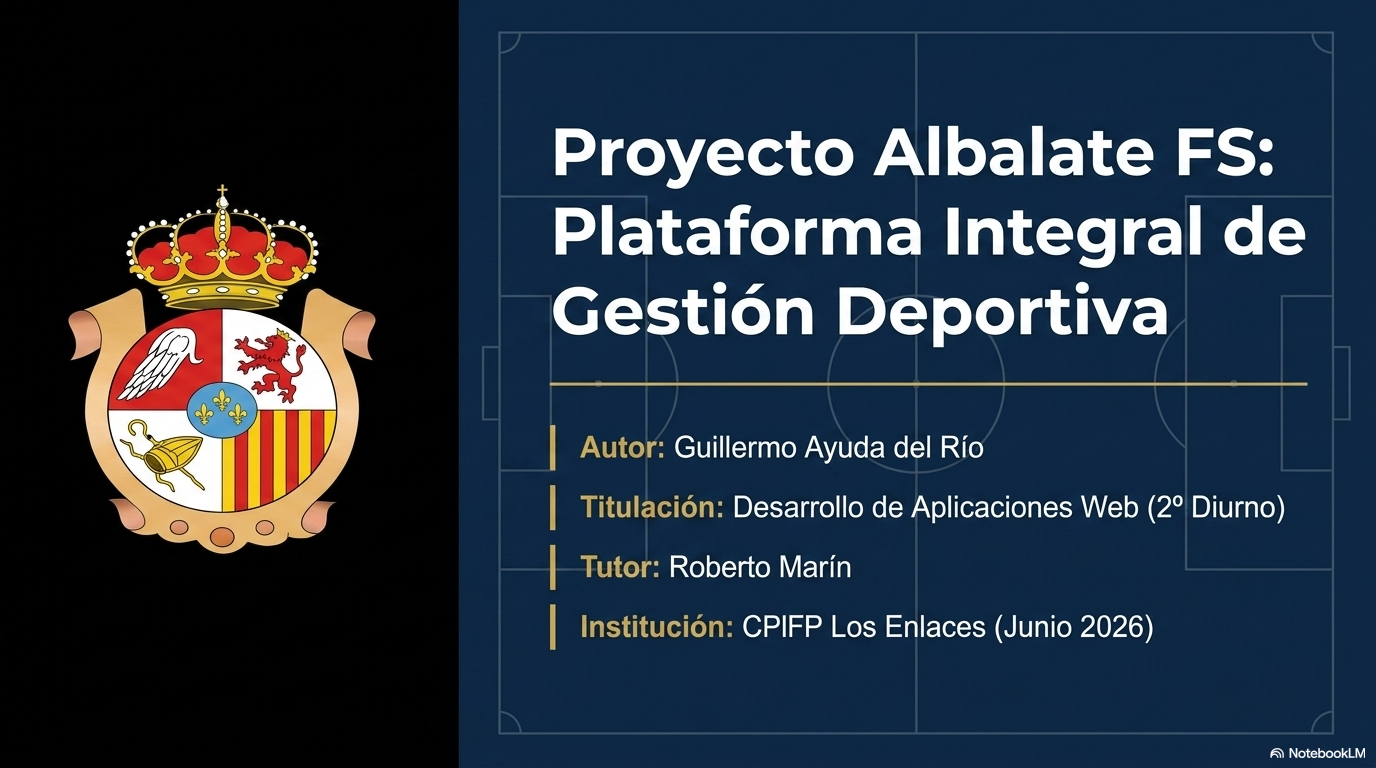 Proyecto Albalate FS:
Plataforma Integral de
Gestión Deportiva
Autor: Guillermo Ayuda del Río
Titulación: Desarrollo de Aplicaciones Web (2º Diurno)
Tutor: Roberto Marín
Institución: CPIFP Los Enlaces (Junio 2026)
NotebookLM